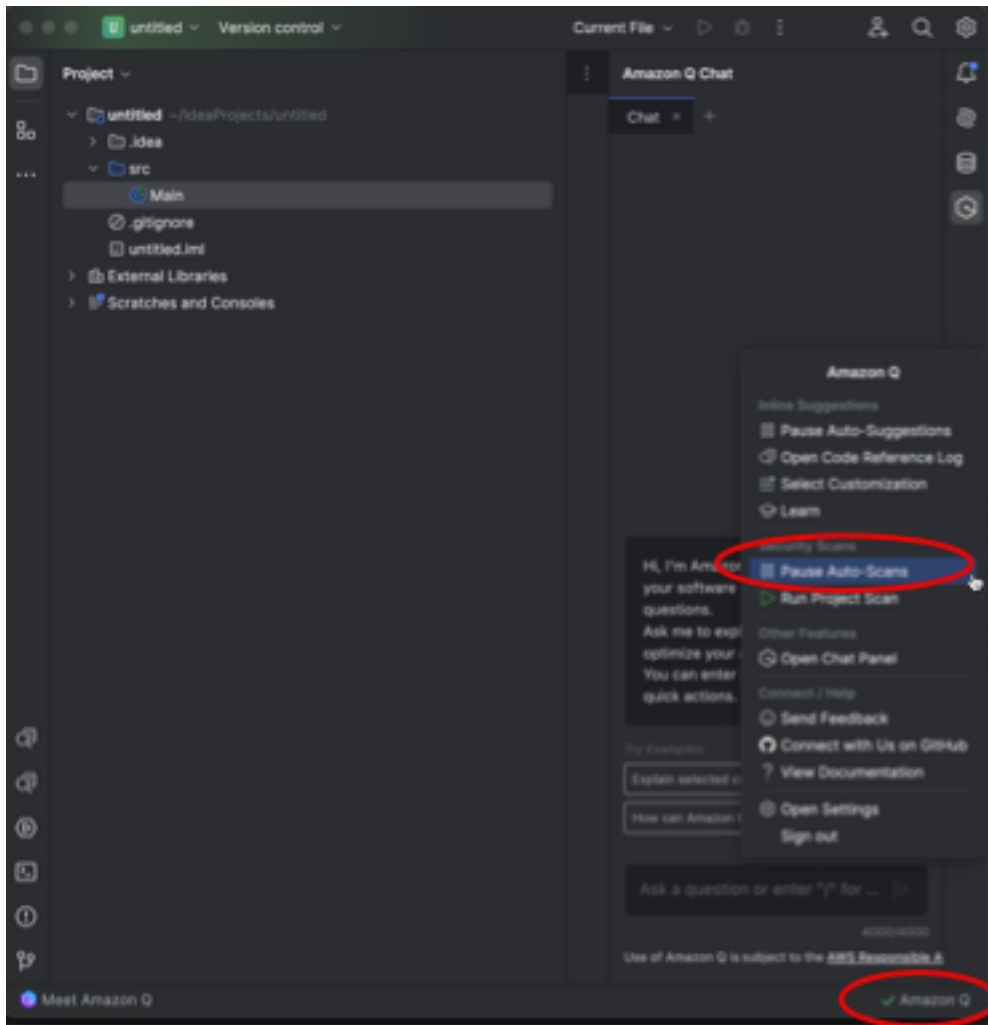 untitled Version control Current File
Project
untitled ~/IdeaProjects/untitled
.idea
src
Main
.gitignore
untitled.iml
External Libraries
Scratches and Consoles
Amazon Q Chat
Chat × +
Hi, I'm Amazon
your software
questions.
Ask me to expl
optimize your
You can enter
quick actions.
Try Examples
Explain selected
How can Amazon
Ask a question or enter "/" for ...
4000/4000
Use of Amazon Q is subject to the AWS Responsible A
Amazon Q
Inline Suggestions
Pause Auto-Suggestions
Open Code Reference Log
Select Customization
Learn
Security Scans
Pause Auto-Scans
Run Project Scan
Other Features
Open Chat Panel
Connect / Help
Send Feedback
Connect with Us on GitHub
? View Documentation
Open Settings
Sign out
Meet Amazon Q
Amazon Q